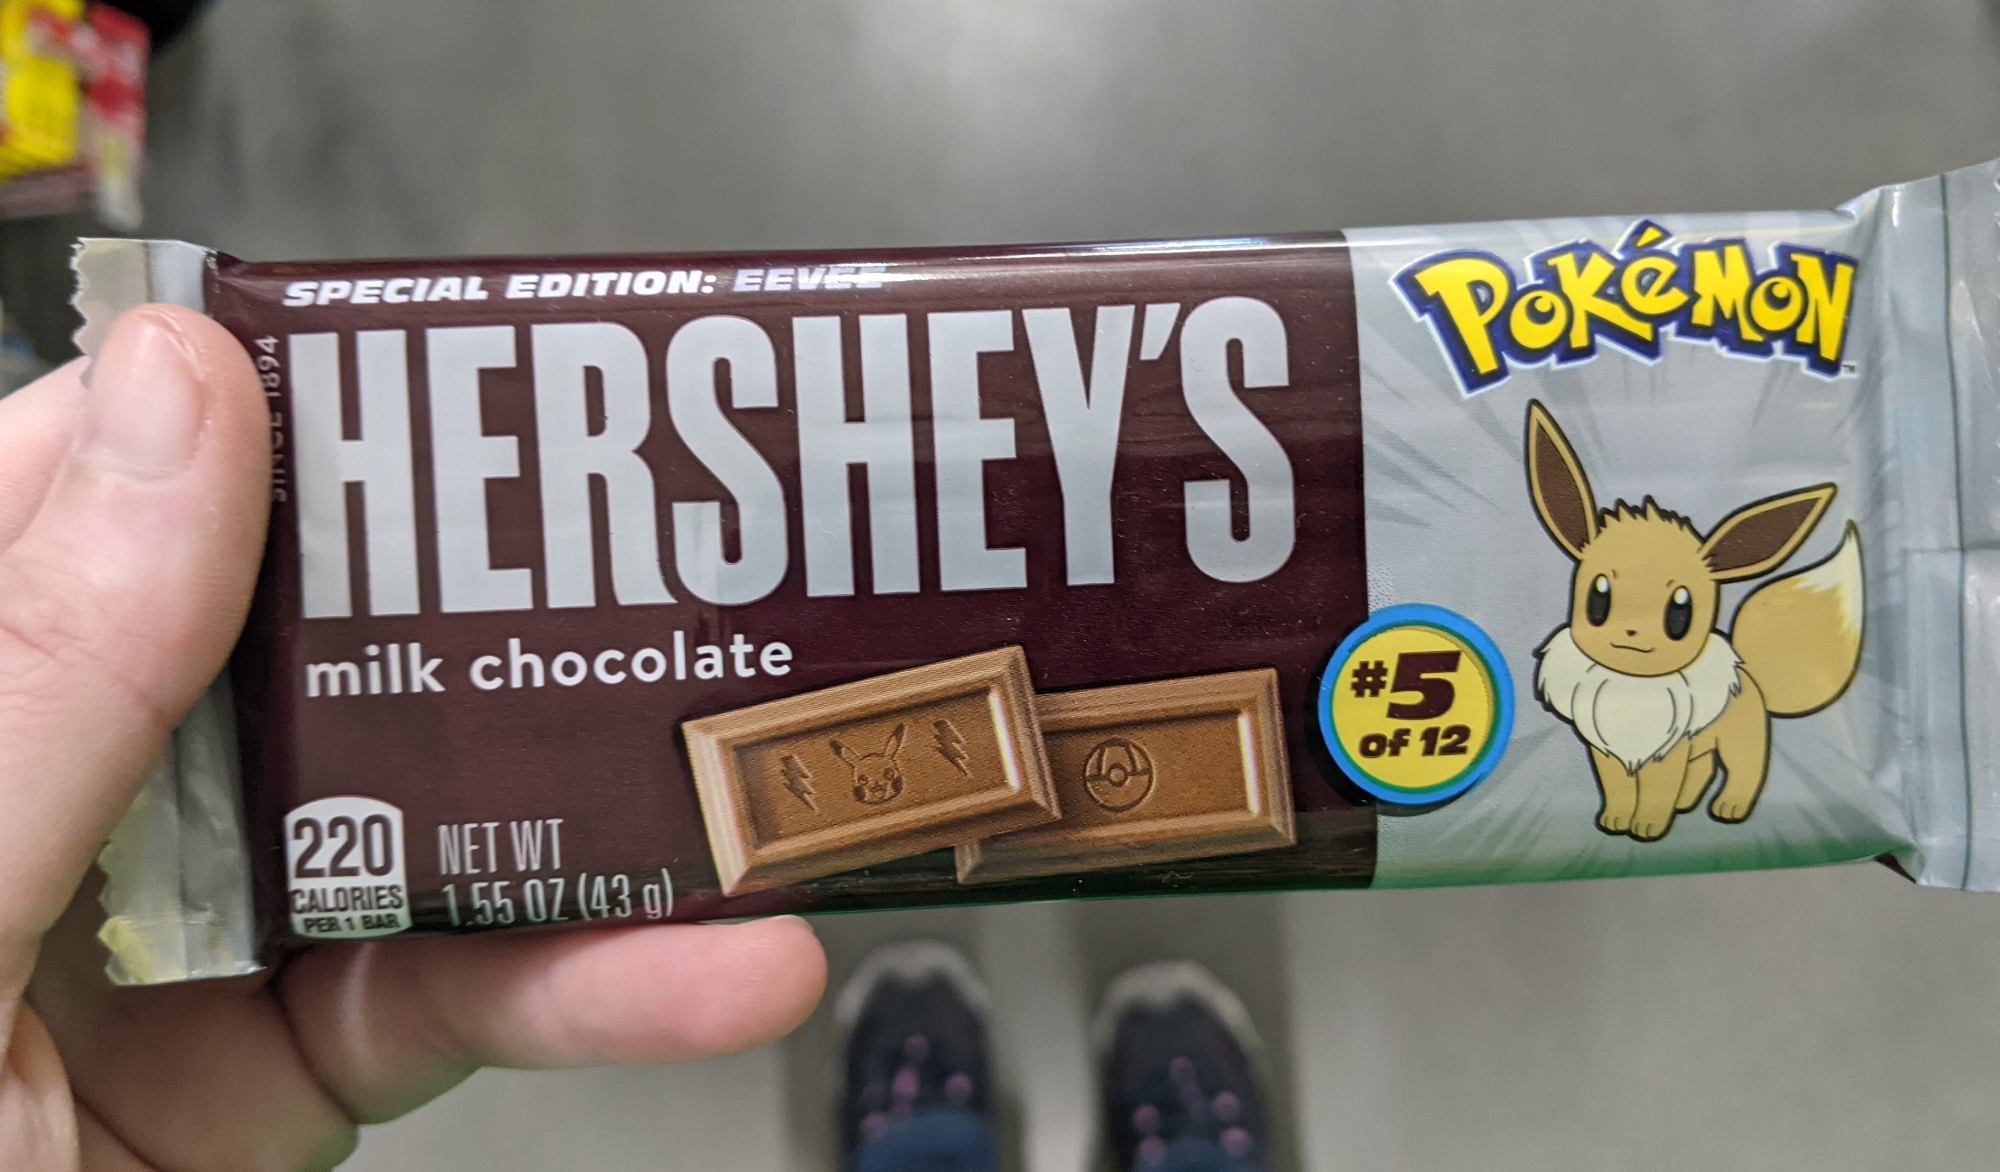 SPECIAL EDITION: EEVEE
SINCE 1894
HERSHEY'S
milk chocolate
220
CALORIES
PER 1 BAR
NET WT
1.55 OZ (43 g)
POKéMON™
#5
of 12